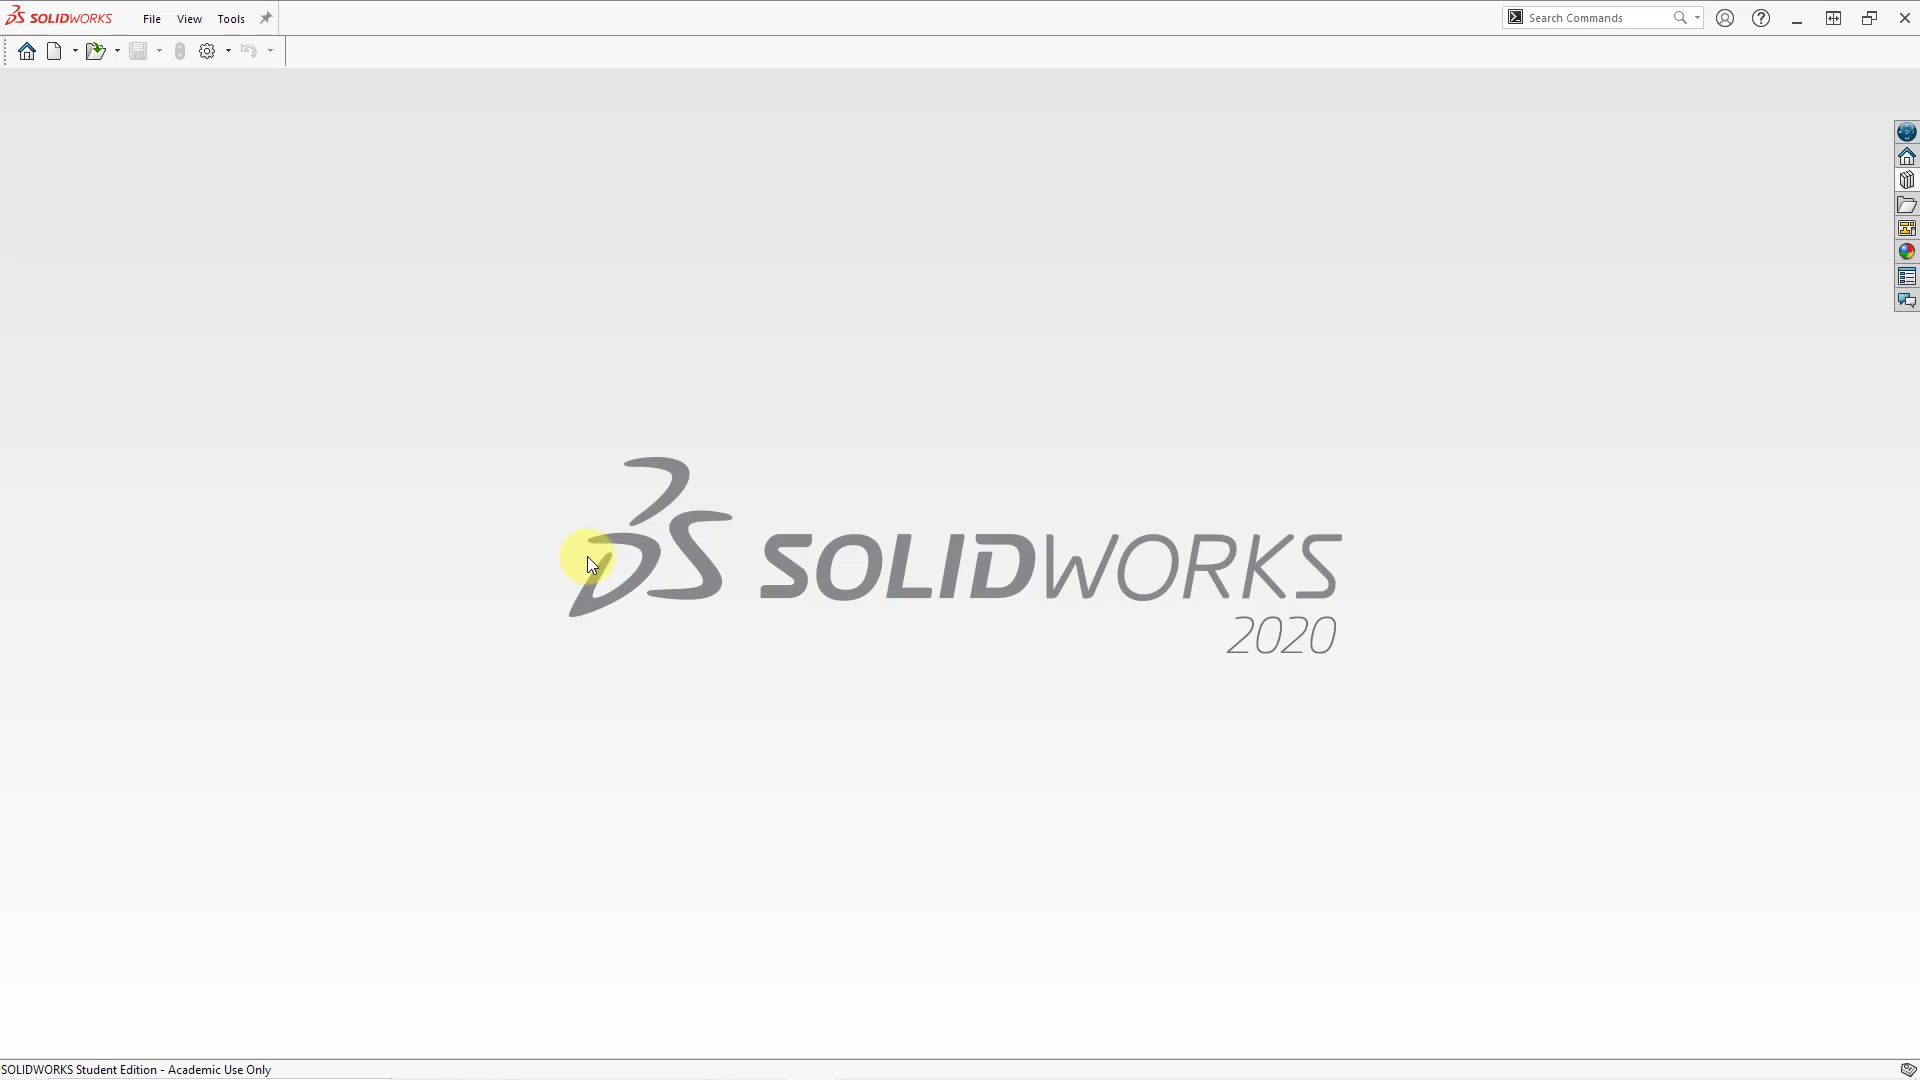 SOLIDWORKS File View Tools Search Commands
SOLIDWORKS
2020
SOLIDWORKS Student Edition - Academic Use Only